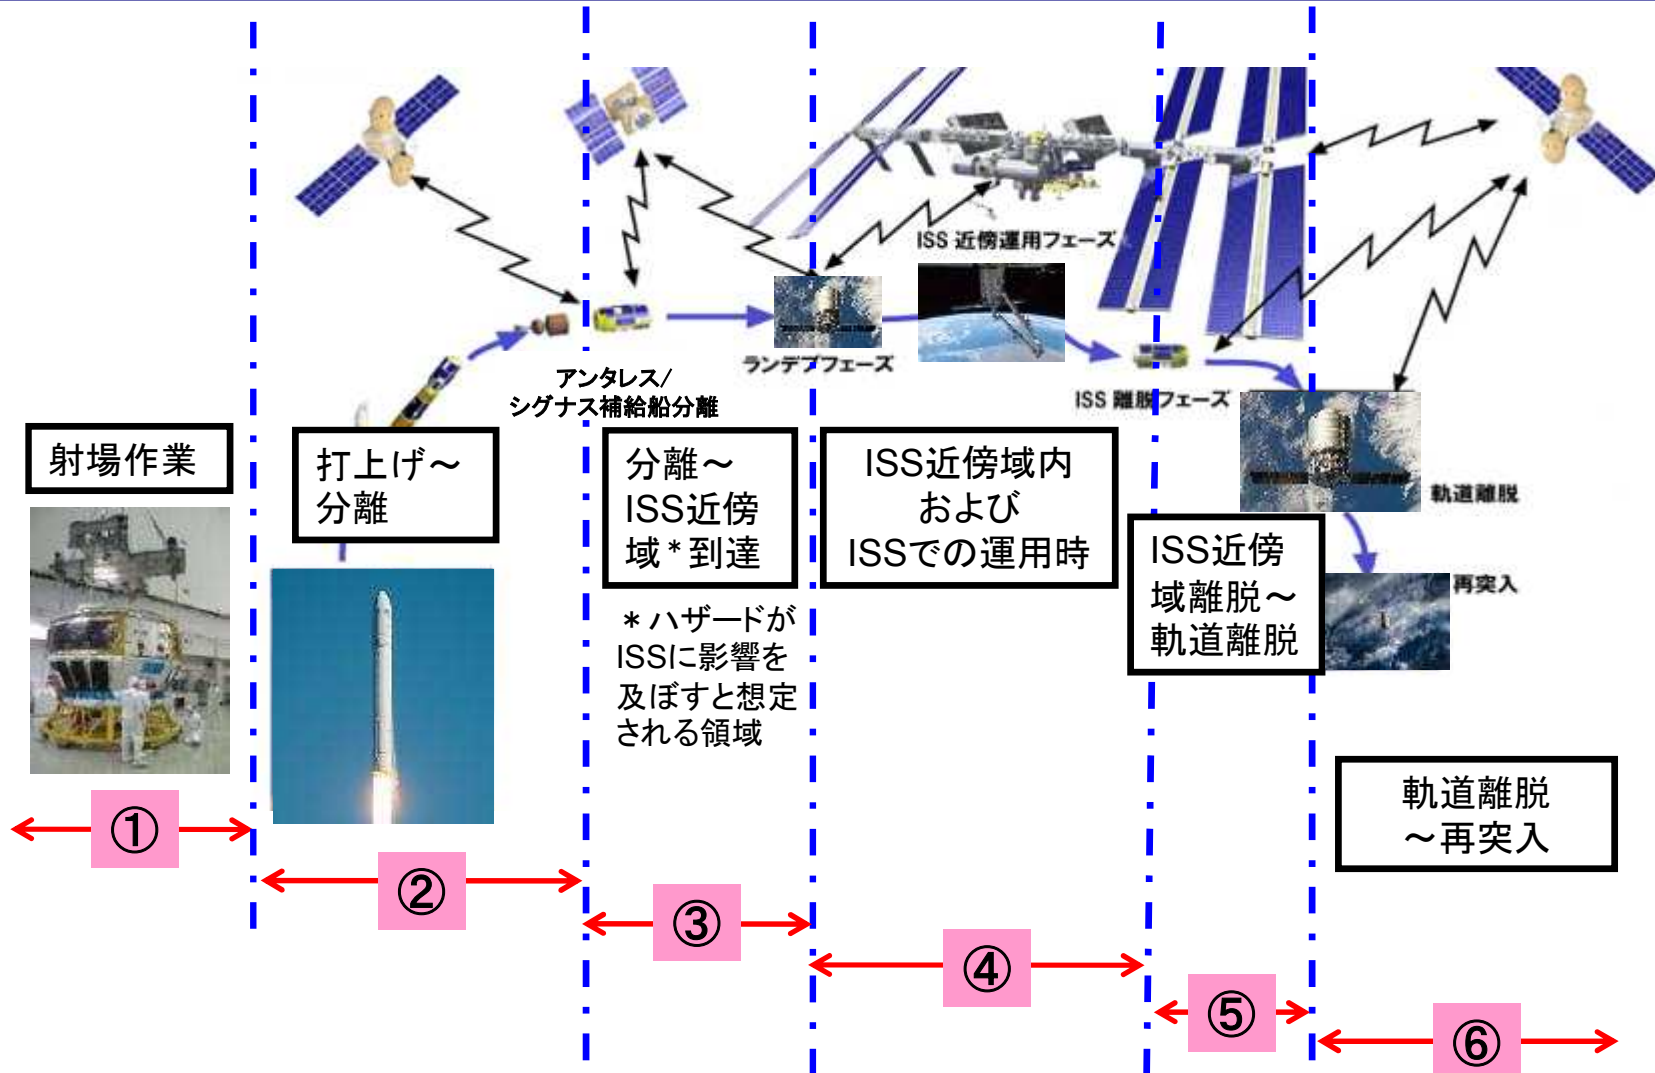 ISS 近傍運用フェーズ
ランデブフェーズ
アンタレス/
シグナス補給船分離
ISS 離脱フェーズ
軌道離脱
再突入
射場作業
打上げ～
分離
分離～
ISS近傍
域*到達
*ハザードが
ISSに影響を
及ぼすと想定
される領域
ISS近傍域内
および
ISSでの運用時
ISS近傍
域離脱～
軌道離脱
軌道離脱
～再突入
①
②
③
④
⑤
⑥